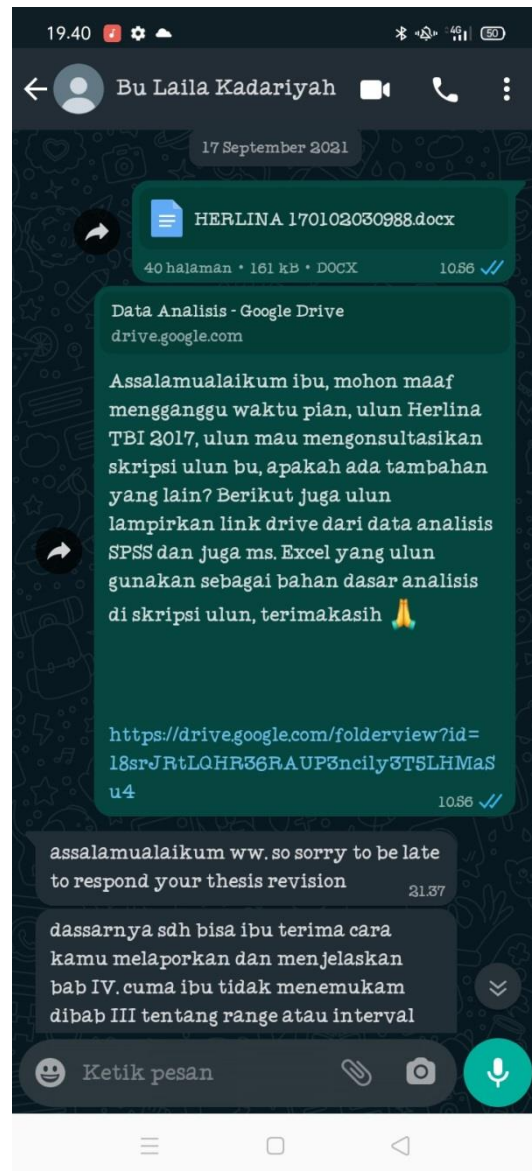 19.40
4G 50
Bu Laila Kadariyah
17 September 2021
HERLINA 170102030988.docx
40 halaman • 161 kB • DOCX 10.56
Data Analisis - Google Drive
drive.google.com
Assalamualaikum ibu, mohon maaf
mengganggu waktu pian, ulun Herlina
TBI 2017, ulun mau mengonsultasikan
skripsi ulun bu, apakah ada tambahan
yang lain? Berikut juga ulun
lampirkan link drive dari data analisis
SPSS dan juga ms. Excel yang ulun
gunakan sebagai bahan dasar analisis
di skripsi ulun, terimakasih 🙏
https://drive.google.com/folderview?id=
18srJRtLQHR36RAUP3ncily3T5LHMaS
u4
10.56
assalamualaikum ww. so sorry to be late
to respond your thesis revision
21.37
dassarnya sdh bisa ibu terima cara
kamu melaporkan dan menjelaskan
bab IV. cuma ibu tidak menemukam
dibab III tentang range atau interval
Ketik pesan